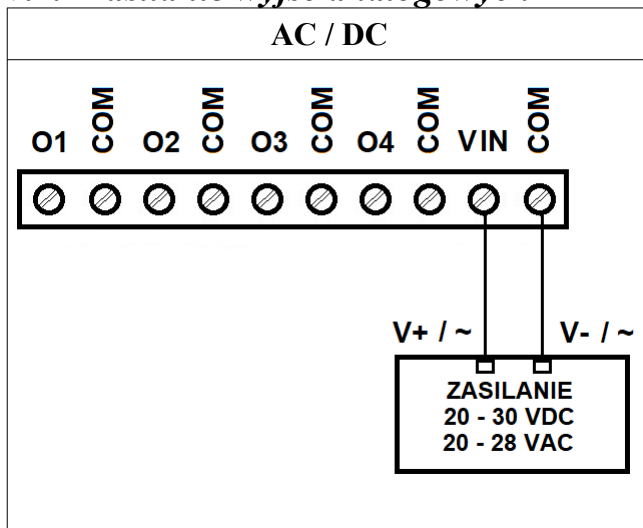 AC / DC
O1 COM O2 COM O3 COM O4 COM VIN COM
V+ / ~ V- / ~
ZASILANIE
20 - 30 VDC
20 - 28 VAC